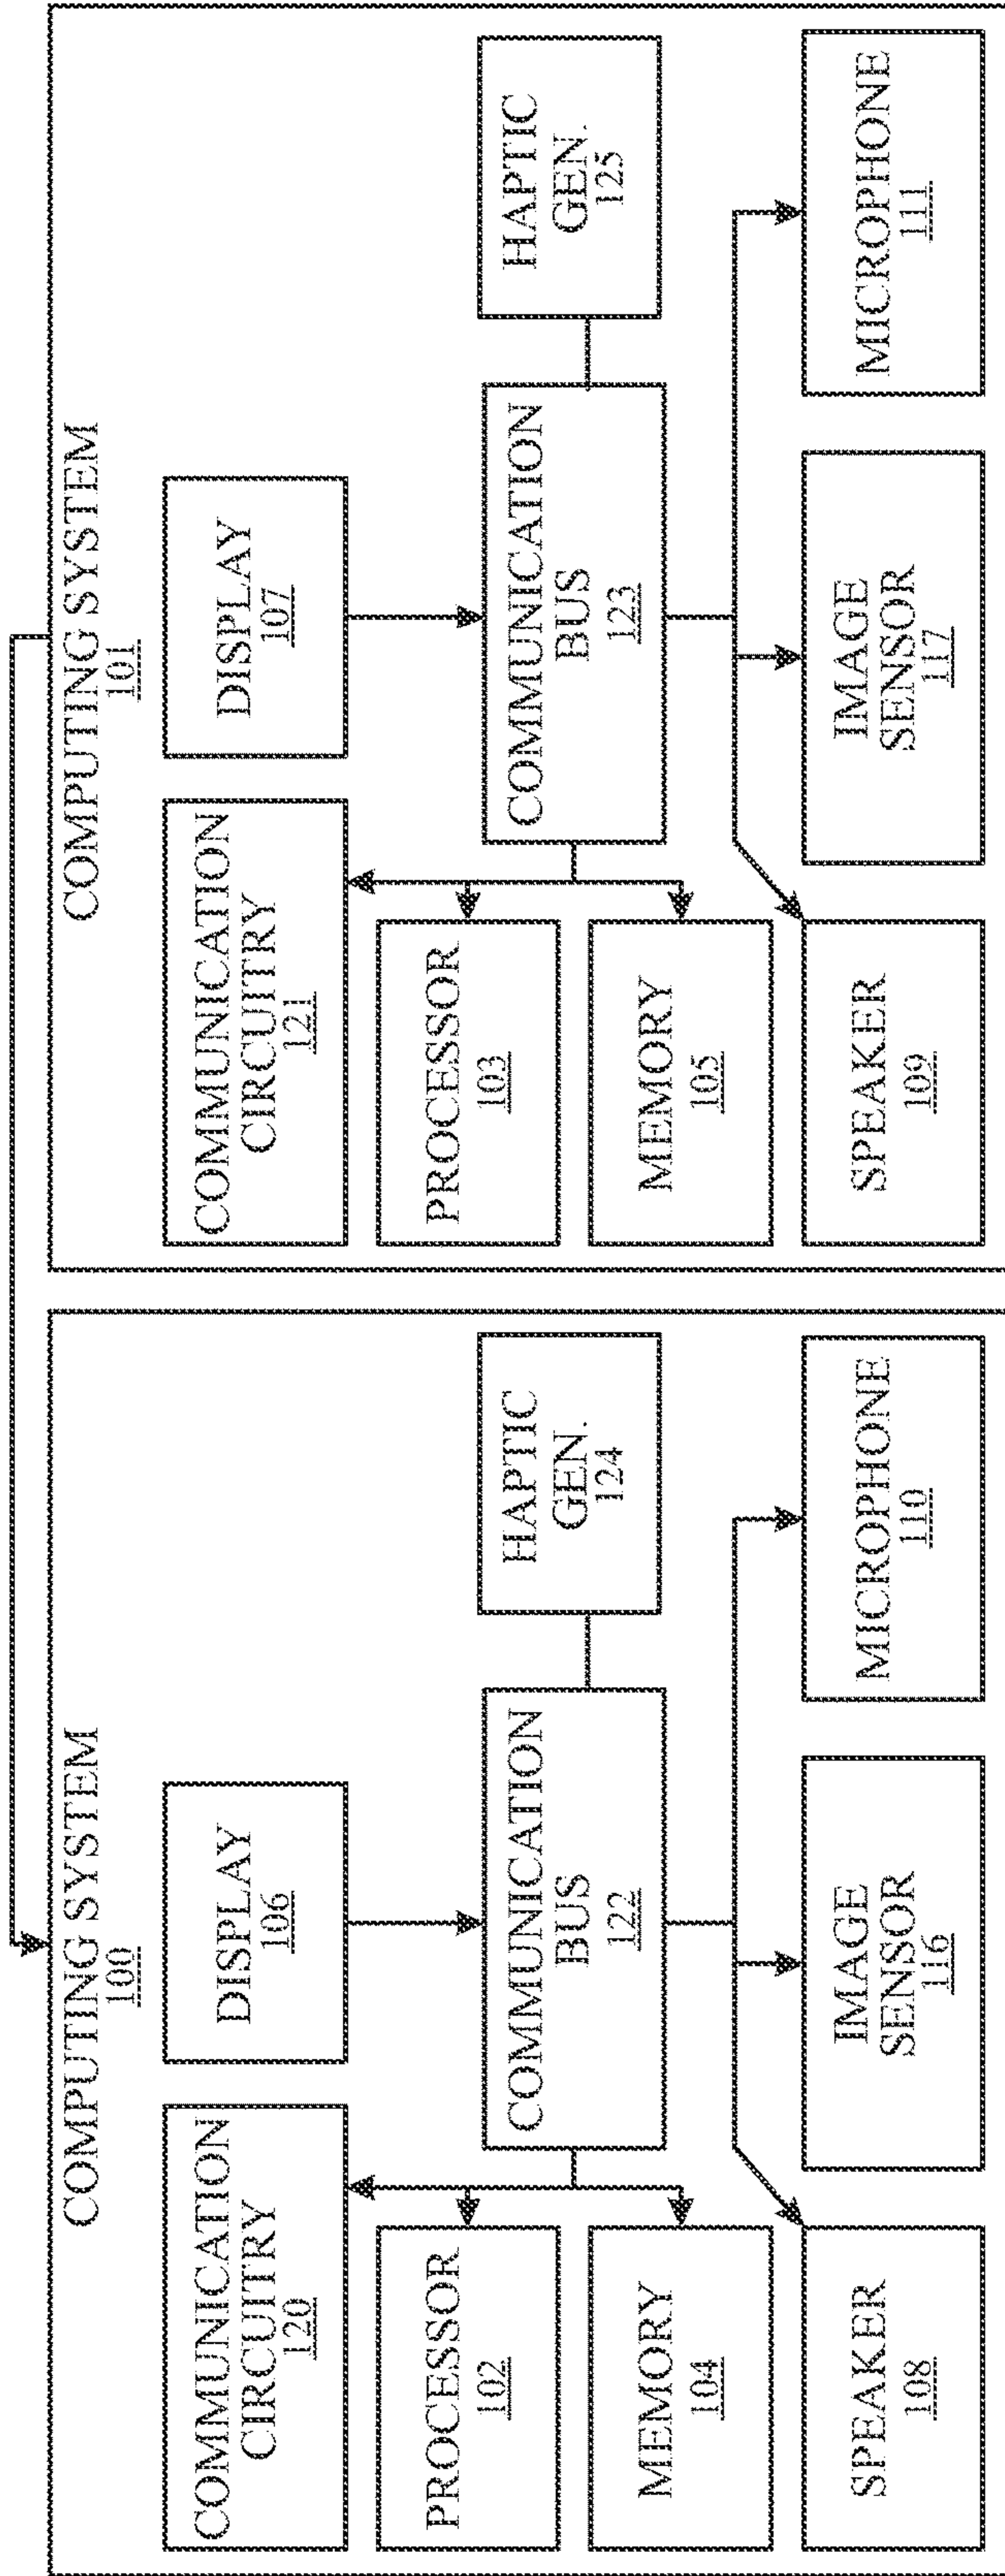 COMPUTING SYSTEM
100
COMMUNICATION
CIRCUITRY
120
DISPLAY
106
PROCESSOR
102
COMMUNICATION
BUS
122
HAPTIC
GEN.
124
MEMORY
104
SPEAKER
108
IMAGE
SENSOR
116
MICROPHONE
110
COMPUTING SYSTEM
101
COMMUNICATION
CIRCUITRY
121
DISPLAY
107
PROCESSOR
103
COMMUNICATION
BUS
123
HAPTIC
GEN.
125
MEMORY
105
SPEAKER
109
IMAGE
SENSOR
117
MICROPHONE
111